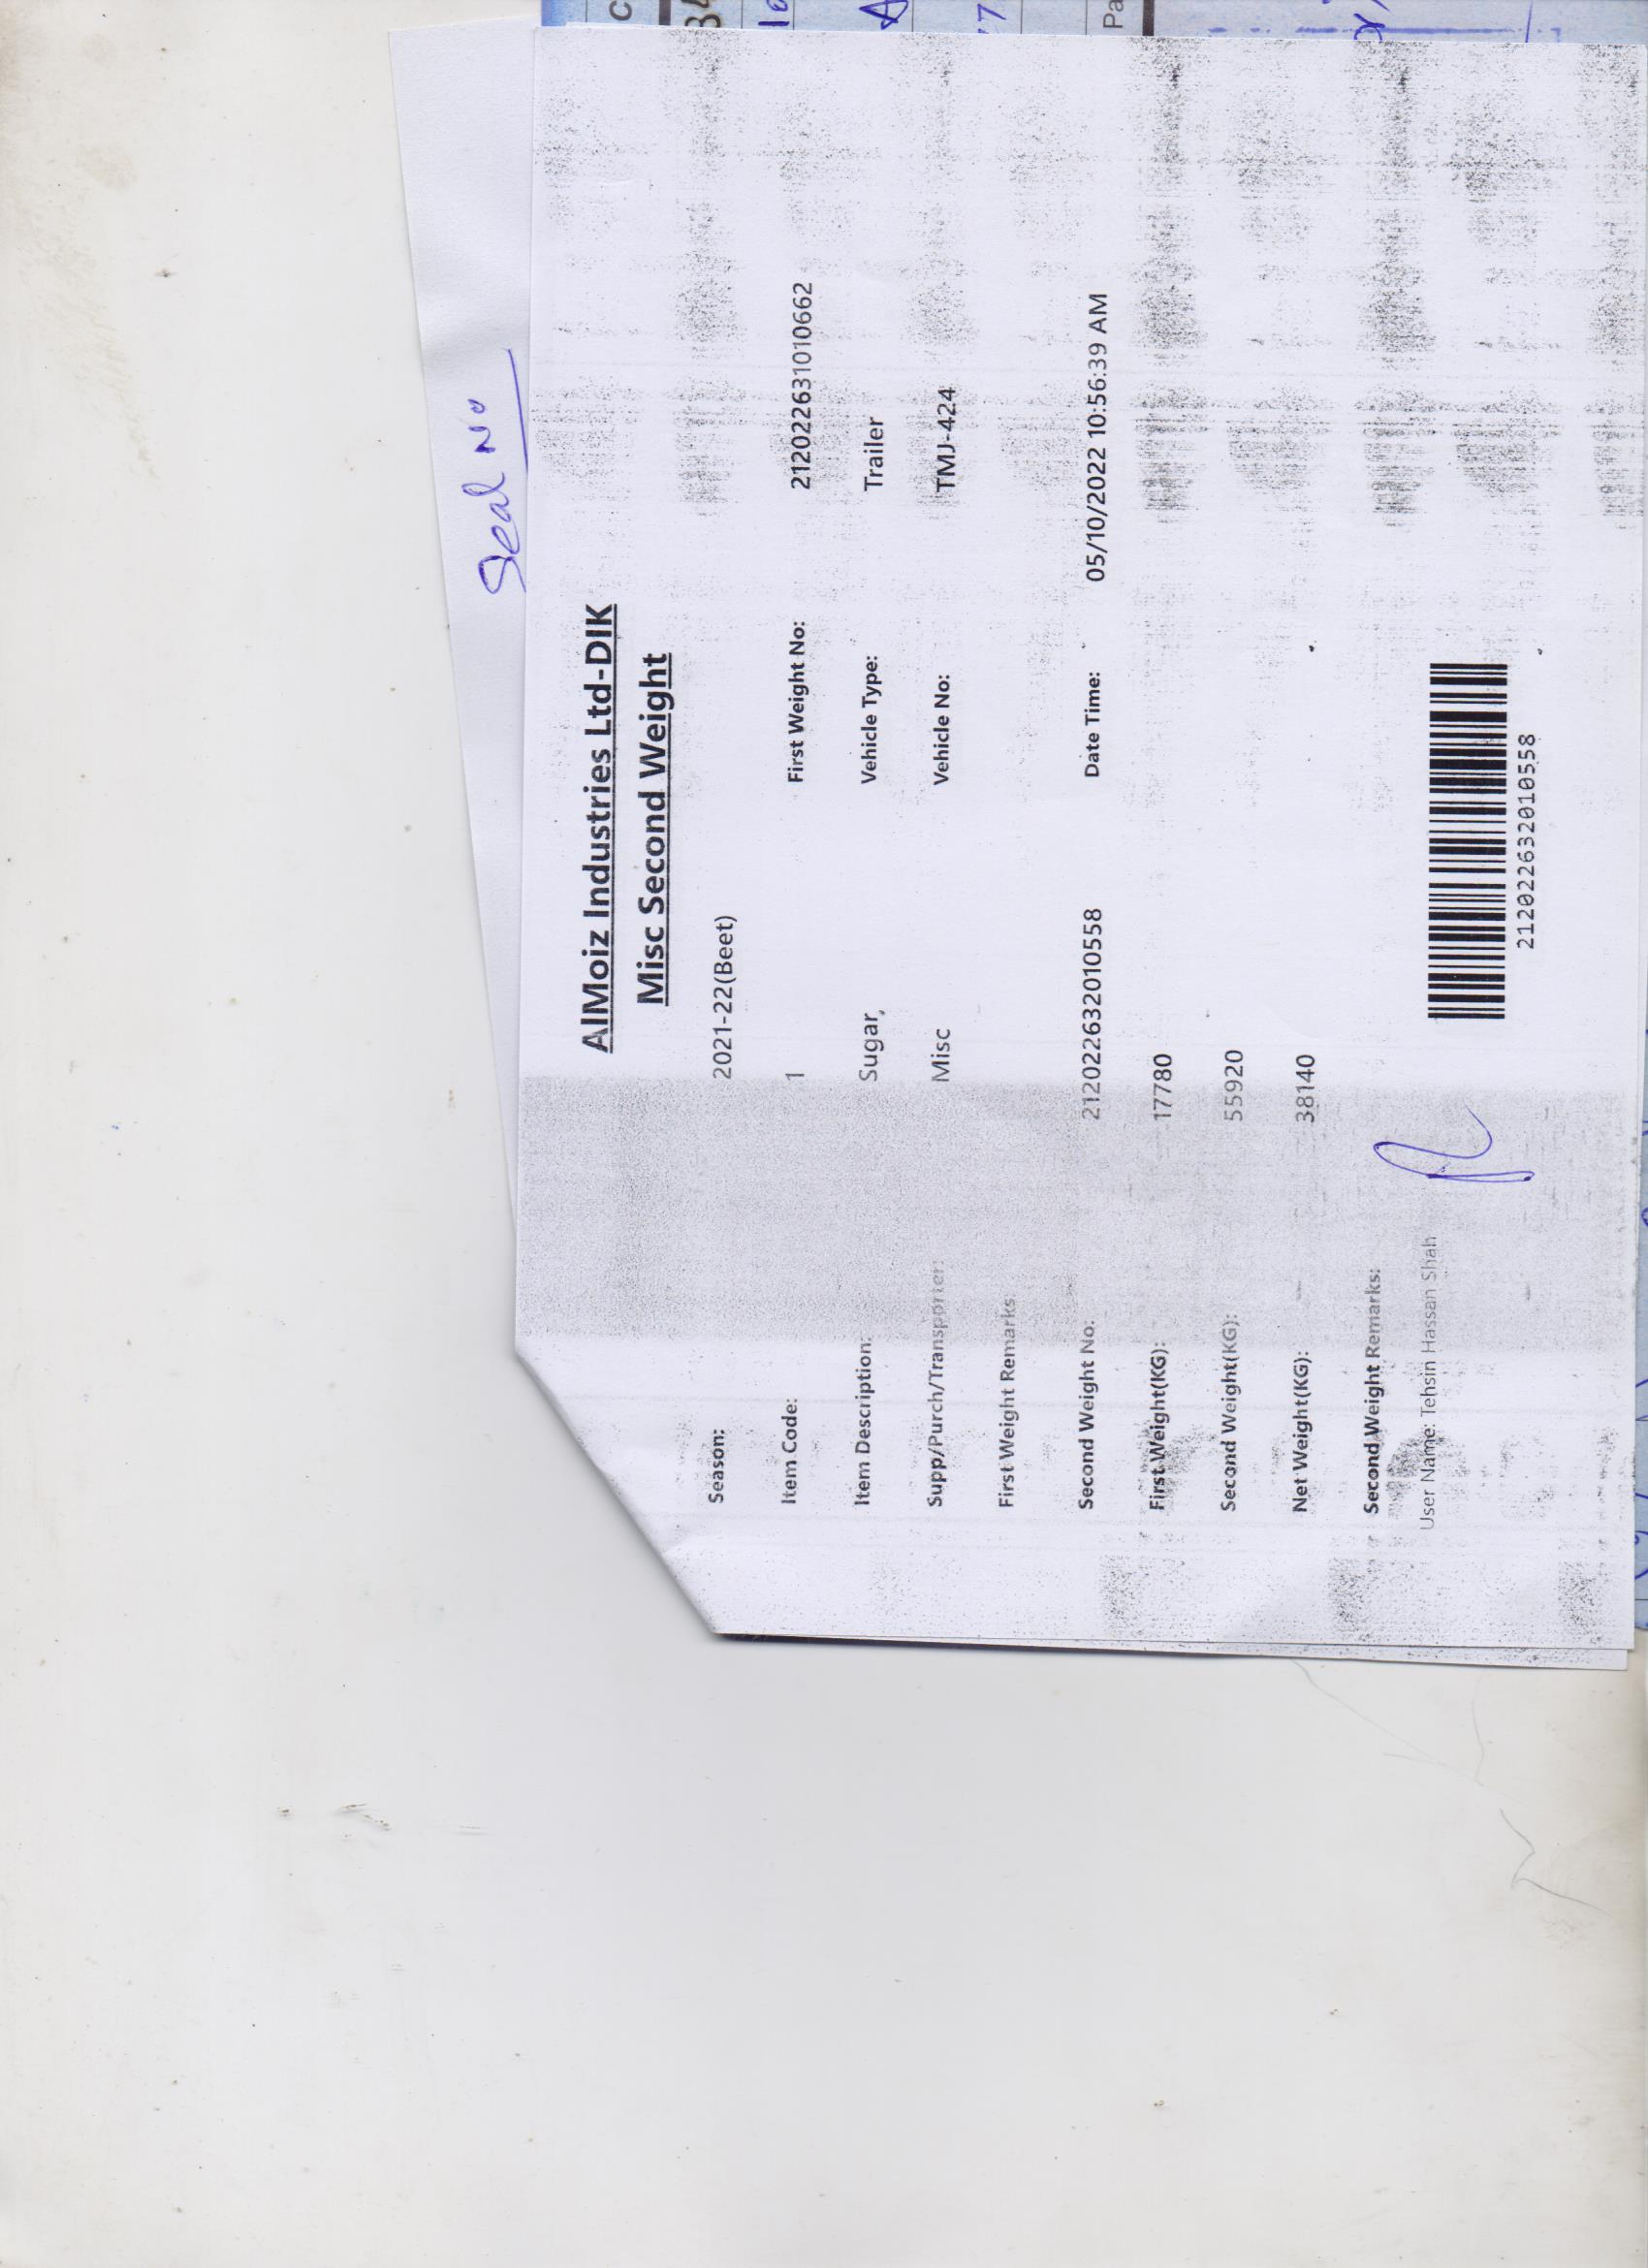 Seal No
AlMoiz Industries Ltd-DIK
Misc Second Weight
Season: 2021-22(Beet)
Item Code: 1 First Weight No: 212022631010662
Item Description: Sugar, Vehicle Type: Trailer
Supp/Purch/Transporter: Misc Vehicle No: TMJ-424
First Weight Remarks:
Second Weight No: 212022632010558 Date Time: 05/10/2022 10:56:39 AM
First Weight(KG): 17780
Second Weight(KG): 55920
Net Weight(KG): 38140
Second Weight Remarks:
User Name: Tehsin Hassan Shah
212022632010558